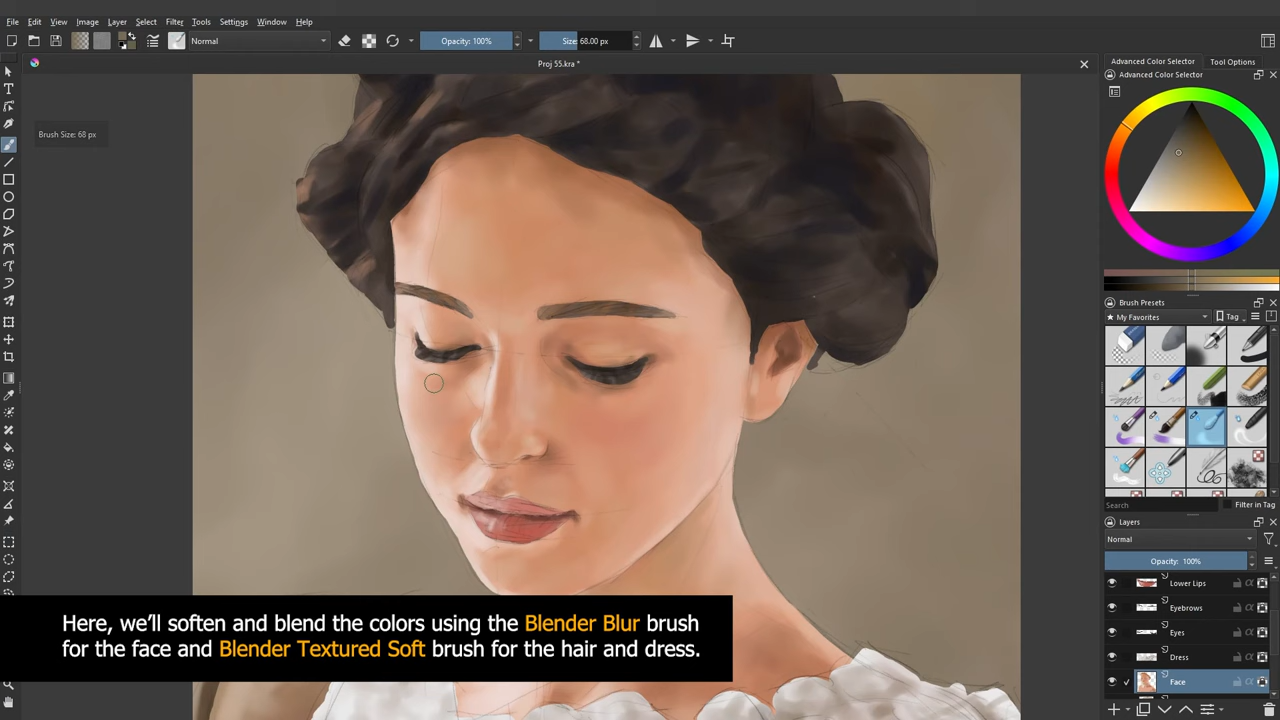 File Edit View Image Layer Select Filter Tools Settings Window Help
Normal
Opacity: 100%
Size: 68.00 px
Proj 55.kra *
Brush Size: 68 px
Advanced Color Selector Tool Options
Advanced Color Selector
Brush Presets
★ My Favorites
Tag
Search
Filter in Tag
Layers
Normal
Opacity: 100%
Lower Lips
Eyebrows
Eyes
Dress
Face
Here, we'll soften and blend the colors using the Blender Blur brush
for the face and Blender Textured Soft brush for the hair and dress.